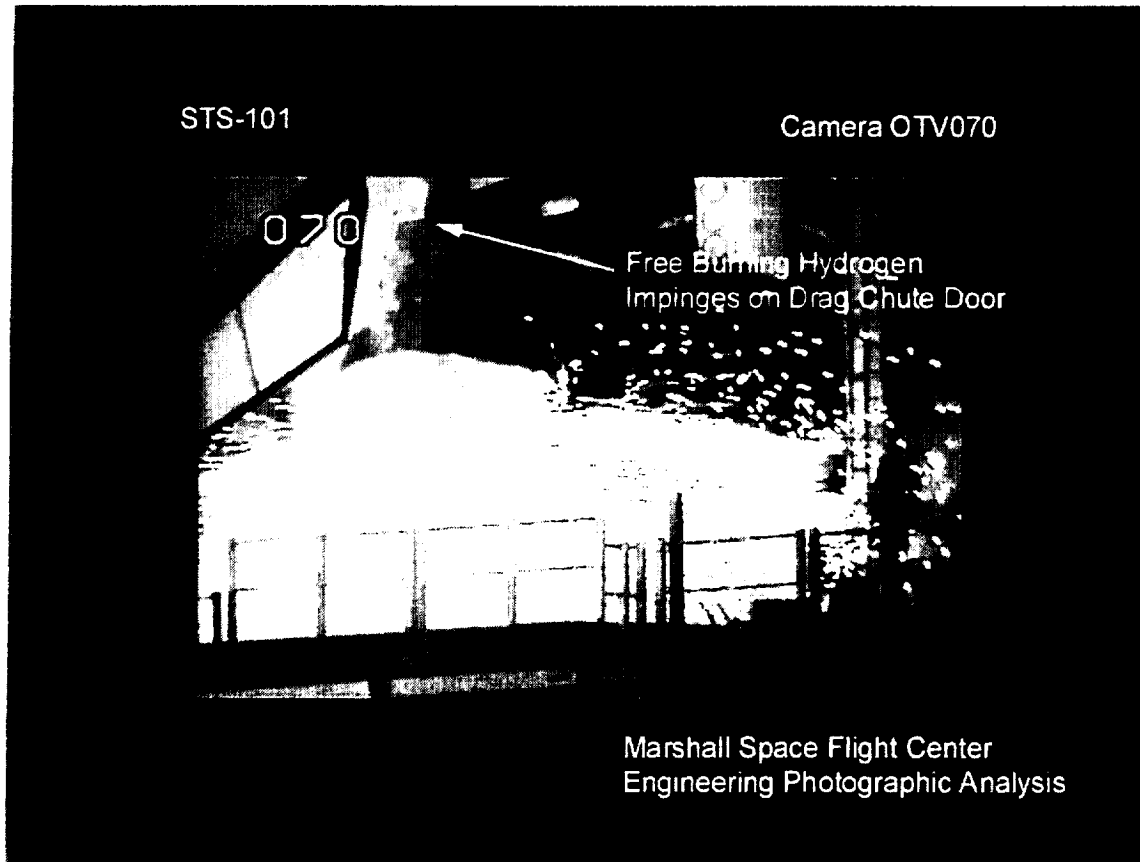 STS-101
Camera OTV070
070
Free Burning Hydrogen
Impinges on Drag Chute Door
Marshall Space Flight Center
Engineering Photographic Analysis